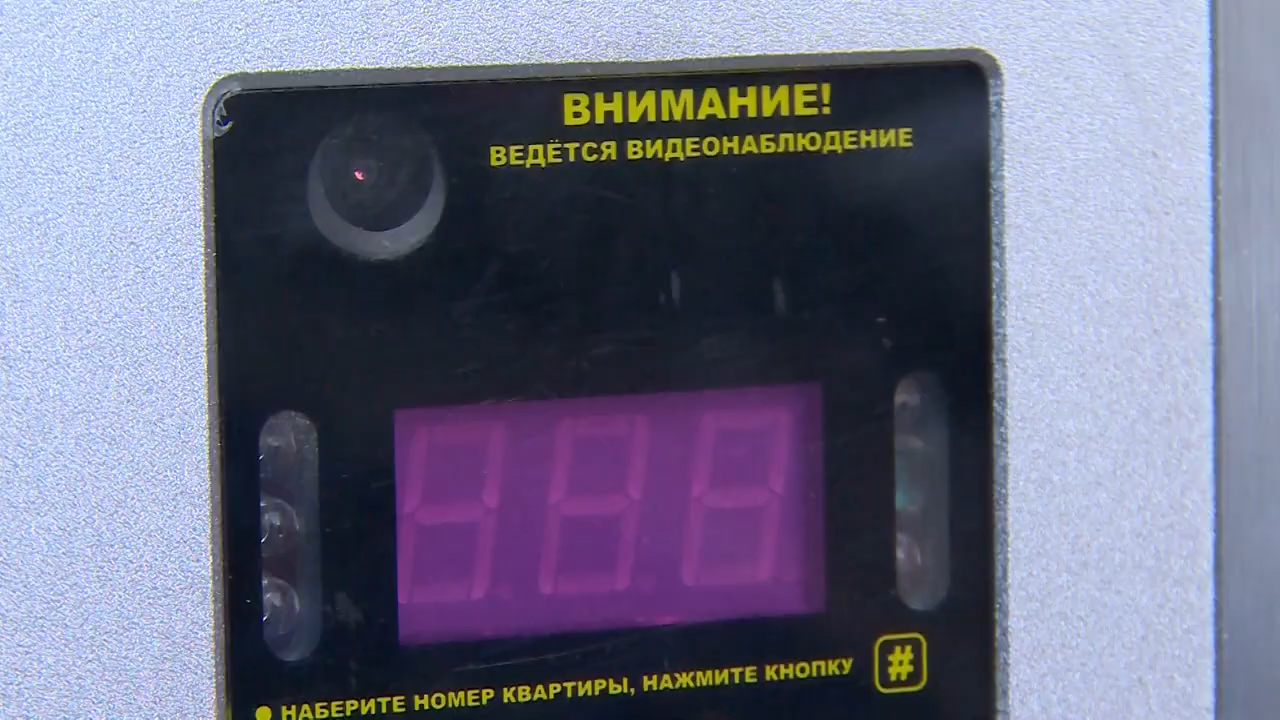 ВНИМАНИЕ!
ВЕДЁТСЯ ВИДЕОНАБЛЮДЕНИЕ
● НАБЕРИТЕ НОМЕР КВАРТИРЫ, НАЖМИТЕ КНОПКУ #